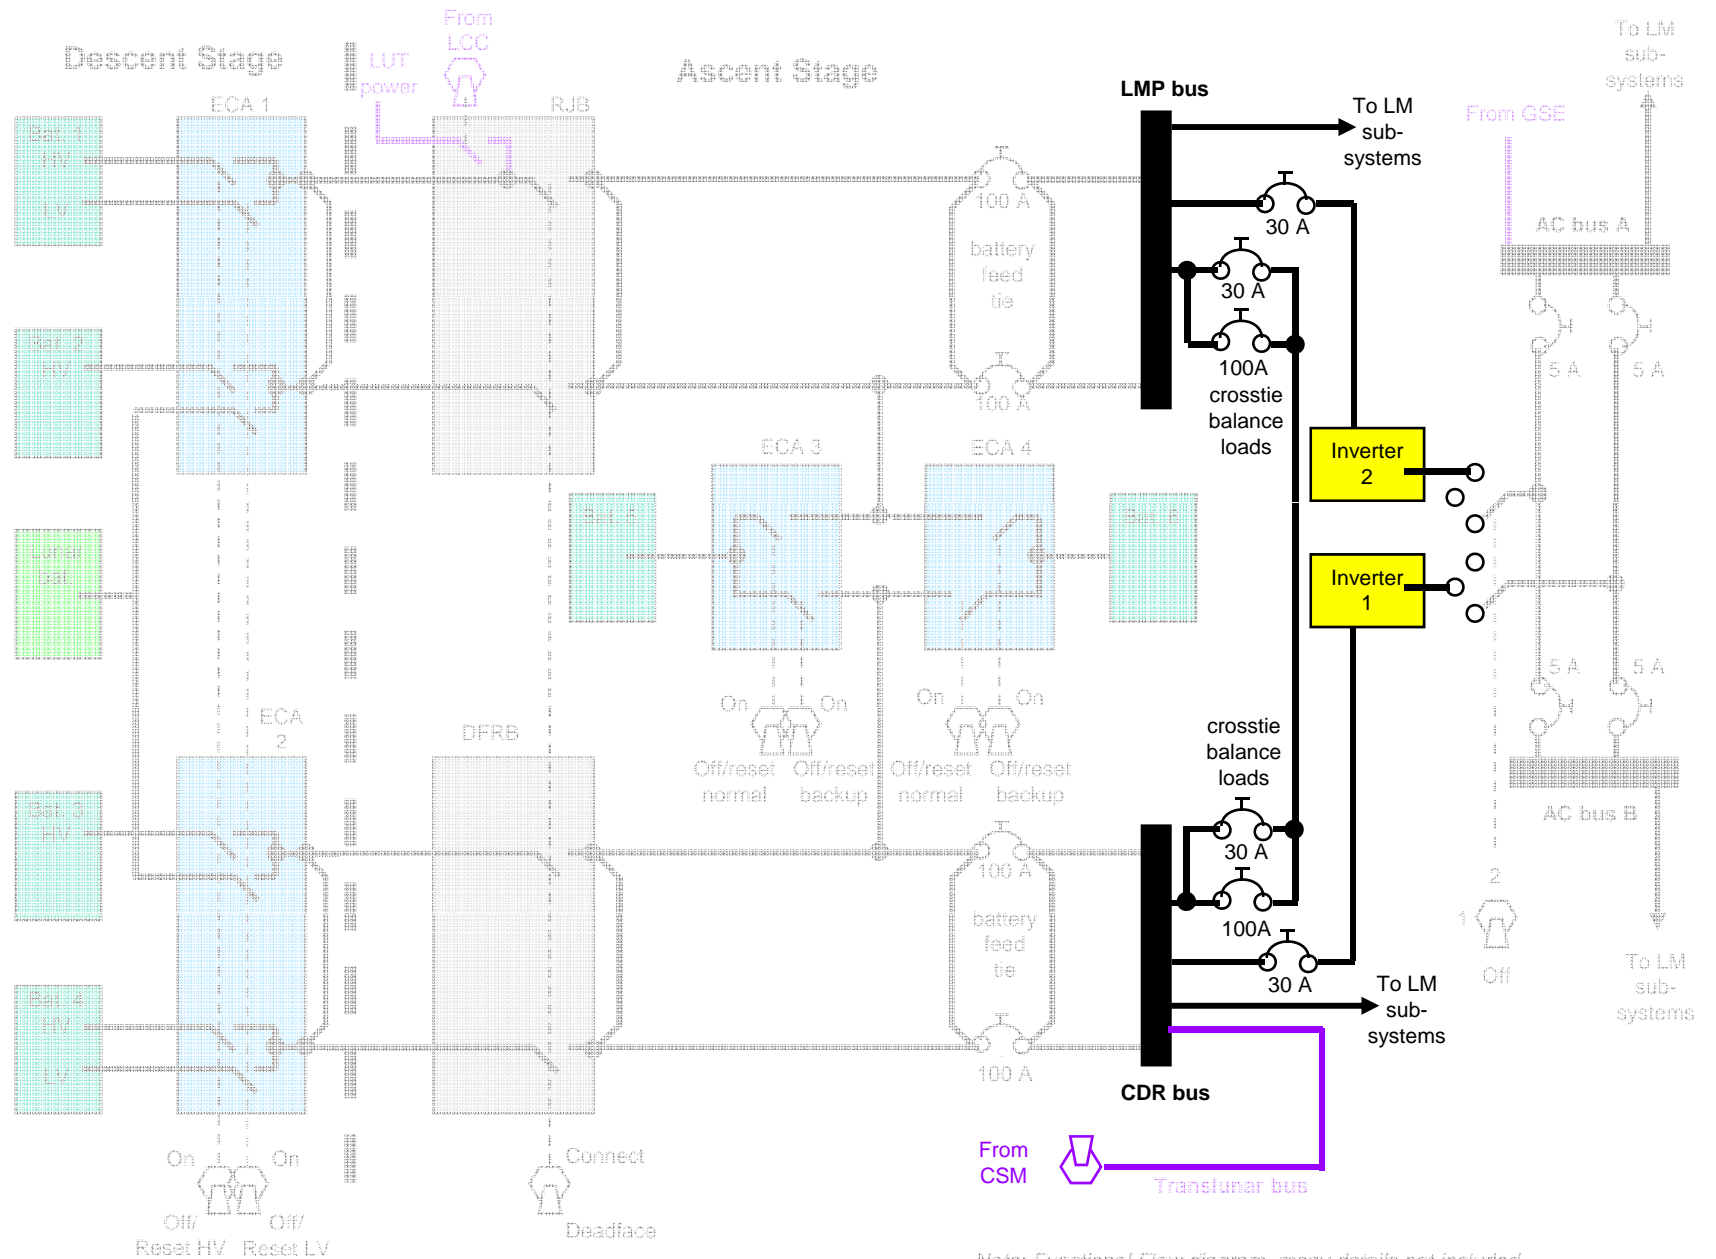 From
LCC
Descent Stage
LUT
power
Ascent Stage
To LM
sub-
systems
ECA 1
RJB
LMP bus
To LM
sub-
systems
From GSE
100 A
30 A
AC bus A
battery
feed
tie
30 A
100A
crosstie
balance
loads
5 A
5 A
100 A
ECA 3
ECA 4
Inverter
2
Inverter
1
5 A
5 A
On
On
On
On
ECA
2
DFRB
Off/reset
normal
Off/reset
backup
Off/reset
normal
Off/reset
backup
crosstie
balance
loads
AC bus B
Bat 3
30 A
100 A
100A
2
1
Off
battery
feed
tie
30 A
To LM
sub-
systems
To LM
sub-
systems
LV
100 A
CDR bus
On
On
Connect
From
CSM
Translunar bus
Off/
Reset HV
Off/
Reset LV
Deadface